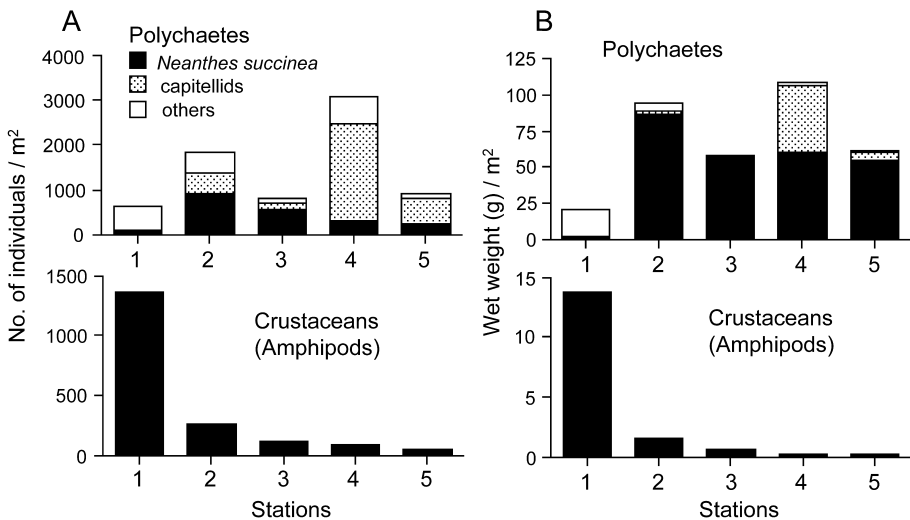 A
Polychaetes
Neanthes succinea
capitellids
others
4000
3000
2000
1000
0
1 2 3 4 5
No. of individuals / m²
1500
1000
500
0
Crustaceans
(Amphipods)
1 2 3 4 5
Stations
B
Polychaetes
125
100
75
50
25
0
1 2 3 4 5
Wet weight (g) / m²
15
10
5
0
Crustaceans
(Amphipods)
1 2 3 4 5
Stations